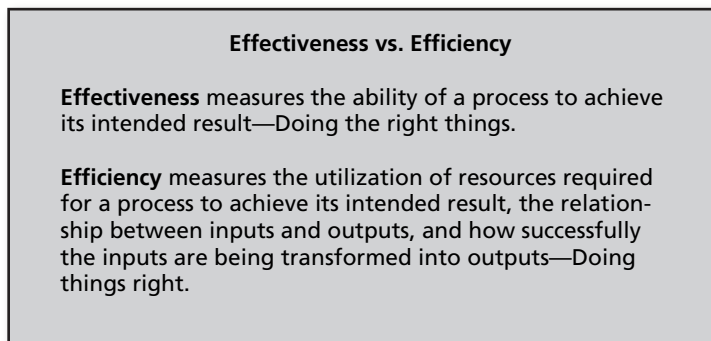 Effectiveness vs. Efficiency
Effectiveness measures the ability of a process to achieve
its intended result—Doing the right things.
Efficiency measures the utilization of resources required
for a process to achieve its intended result, the relation-
ship between inputs and outputs, and how successfully
the inputs are being transformed into outputs—Doing
things right.